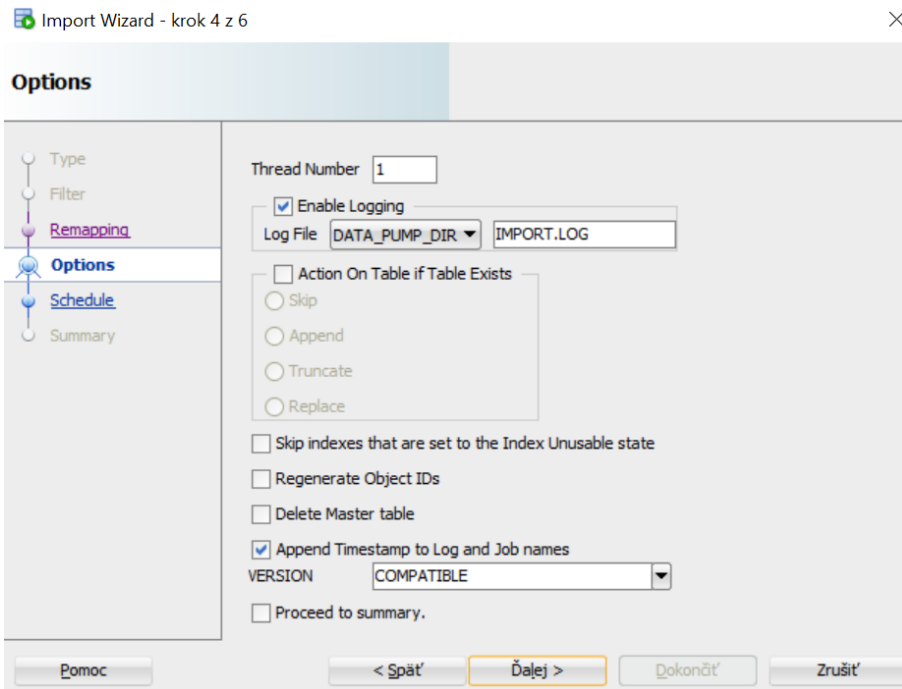 Import Wizard - krok 4 z 6
Options
Type
Filter
Remapping
Options
Schedule
Summary
Thread Number 1
Enable Logging
Log File DATA_PUMP_DIR IMPORT.LOG
Action On Table if Table Exists
Skip
Append
Truncate
Replace
Skip indexes that are set to the Index Unusable state
Regenerate Object IDs
Delete Master table
Append Timestamp to Log and Job names
VERSION COMPATIBLE
Proceed to summary.
Pomoc < Späť Ďalej > Dokončiť Zrušiť